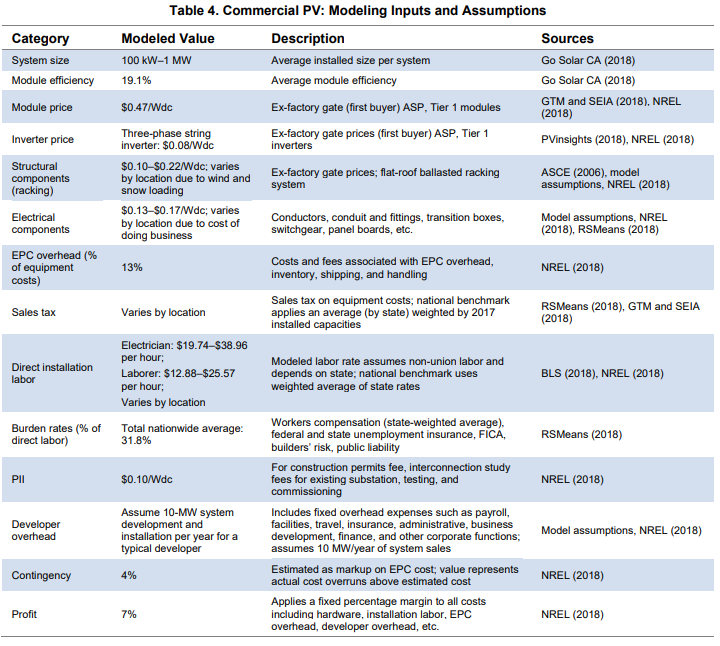 Table 4. Commercial PV: Modeling Inputs and Assumptions
Category Modeled Value Description Sources
System size 100 kW–1 MW Average installed size per system Go Solar CA (2018)
Module efficiency 19.1% Average module efficiency Go Solar CA (2018)
Module price $0.47/Wdc Ex-factory gate (first buyer) ASP, Tier 1 modules GTM and SEIA (2018), NREL
(2018)
Inverter price Three-phase string
inverter: $0.08/Wdc Ex-factory gate prices (first buyer) ASP, Tier 1
inverters PVinsights (2018), NREL (2018)
Structural
components
(racking) $0.10–$0.22/Wdc; varies
by location due to wind and
snow loading Ex-factory gate prices; flat-roof ballasted racking
system ASCE (2006), model
assumptions, NREL (2018)
Electrical
components $0.13–$0.17/Wdc; varies
by location due to cost of
doing business Conductors, conduit and fittings, transition boxes,
switchgear, panel boards, etc. Model assumptions, NREL
(2018), RSMeans (2018)
EPC overhead (%
of equipment
costs) 13% Costs and fees associated with EPC overhead,
inventory, shipping, and handling NREL (2018)
Sales tax Varies by location Sales tax on equipment costs; national benchmark
applies an average (by state) weighted by 2017
installed capacities RSMeans (2018), GTM and SEIA
(2018)
Direct installation
labor Electrician: $19.74–$38.96
per hour;
Laborer: $12.88–$25.57
per hour;
Varies by location Modeled labor rate assumes non-union labor and
depends on state; national benchmark uses
weighted average of state rates BLS (2018), NREL (2018)
Burden rates (% of
direct labor) Total nationwide average:
31.8% Workers compensation (state-weighted average),
federal and state unemployment insurance, FICA,
builders' risk, public liability RSMeans (2018)
PII $0.10/Wdc For construction permits fee, interconnection study
fees for existing substation, testing, and
commissioning NREL (2018)
Developer
overhead Assume 10-MW system
development and
installation per year for a
typical developer Includes fixed overhead expenses such as payroll,
facilities, travel, insurance, administrative, business
development, finance, and other corporate functions;
assumes 10 MW/year of system sales Model assumptions, NREL (2018)
Contingency 4% Estimated as markup on EPC cost; value represents
actual cost overruns above estimated cost NREL (2018)
Profit 7% Applies a fixed percentage margin to all costs
including hardware, installation labor, EPC
overhead, developer overhead, etc. NREL (2018)